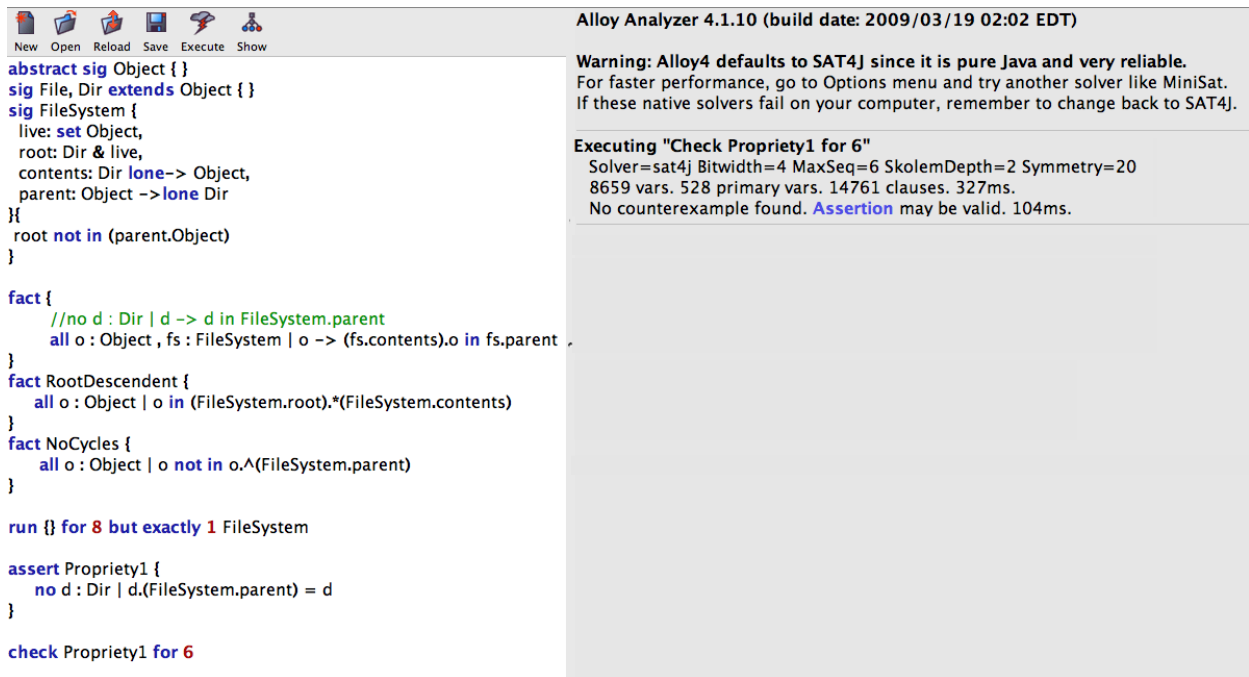 New Open Reload Save Execute Show
abstract sig Object { }
sig File, Dir extends Object { }
sig FileSystem {
live: set Object,
root: Dir & live,
contents: Dir lone-> Object,
parent: Object ->lone Dir
}{
root not in (parent.Object)
}
fact {
//no d : Dir | d -> d in FileSystem.parent
all o : Object , fs : FileSystem | o -> (fs.contents).o in fs.parent
}
fact RootDescendent {
all o : Object | o in (FileSystem.root).*(FileSystem.contents)
}
fact NoCycles {
all o : Object | o not in o.^(FileSystem.parent)
}
run {} for 8 but exactly 1 FileSystem
assert Propriety1 {
no d : Dir | d.(FileSystem.parent) = d
}
check Propriety1 for 6
Alloy Analyzer 4.1.10 (build date: 2009/03/19 02:02 EDT)
Warning: Alloy4 defaults to SAT4J since it is pure Java and very reliable.
For faster performance, go to Options menu and try another solver like MiniSat.
If these native solvers fail on your computer, remember to change back to SAT4J.
Executing "Check Propriety1 for 6"
Solver=sat4j Bitwidth=4 MaxSeq=6 SkolemDepth=2 Symmetry=20
8659 vars. 528 primary vars. 14761 clauses. 327ms.
No counterexample found. Assertion may be valid. 104ms.